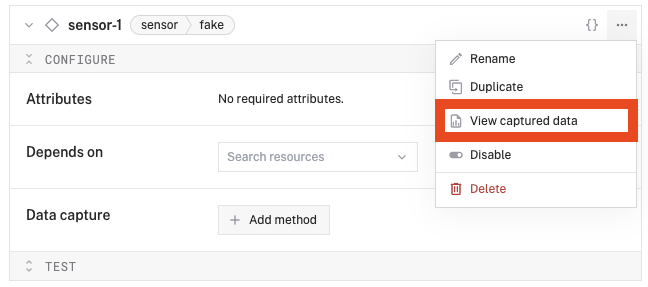 sensor-1 sensor fake {} ...
CONFIGURE
Rename
Attributes No required attributes. Duplicate
View captured data
Depends on Search resources Disable
Delete
Data capture + Add method
TEST